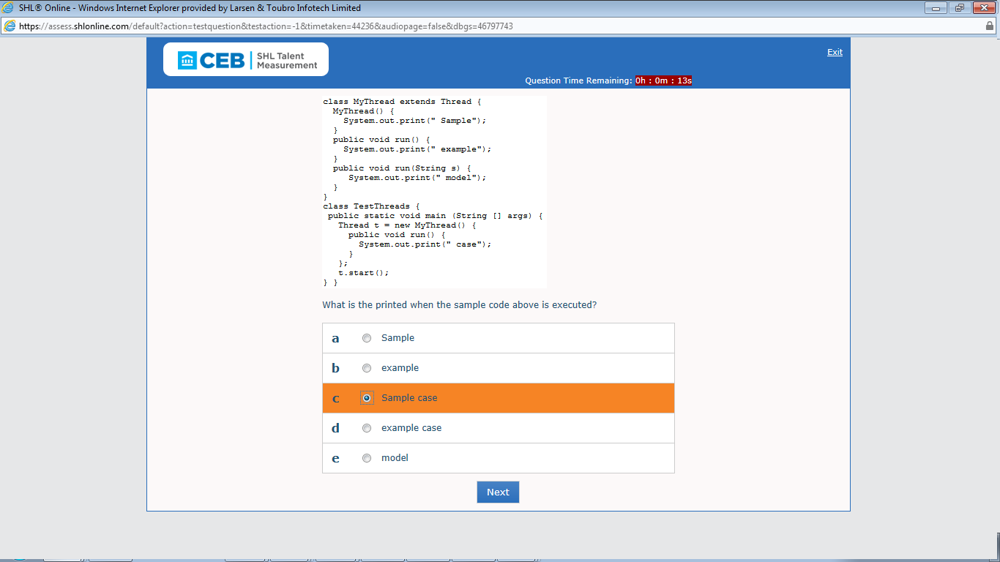 SHL® Online - Windows Internet Explorer provided by Larsen & Toubro Infotech Limited
https://assess.shlonline.com/default?action=testquestion&testaction=-1&timetaken=44236&audiopage=false&dbgs=46797743
CEB | SHL Talent Measurement
Exit
Question Time Remaining: 0h : 0m : 13s
class MyThread extends Thread {
MyThread() {
System.out.print(" Sample");
}
public void run() {
System.out.print(" example");
}
public void run(String s) {
System.out.print(" model");
}
}
class TestThreads {
public static void main (String [] args) {
Thread t = new MyThread() {
public void run() {
System.out.print(" case");
}
};
t.start();
} }
What is the printed when the sample code above is executed?
a Sample
b example
c Sample case
d example case
e model
Next